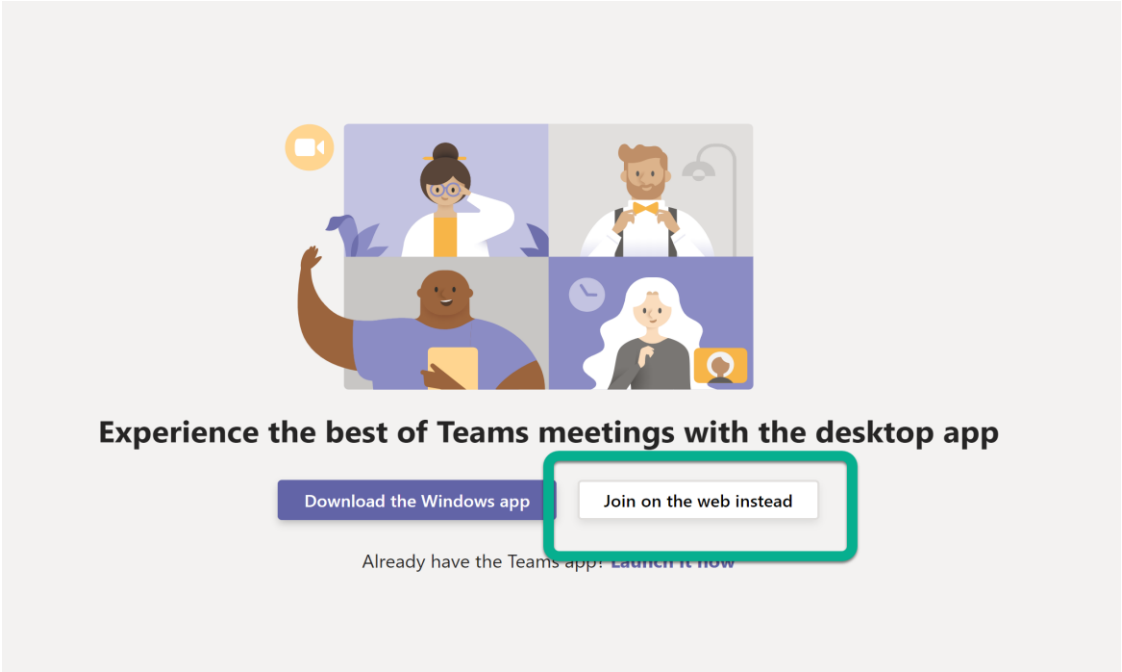 Experience the best of Teams meetings with the desktop app
Download the Windows app
Join on the web instead
Already have the Teams app? Launch it now